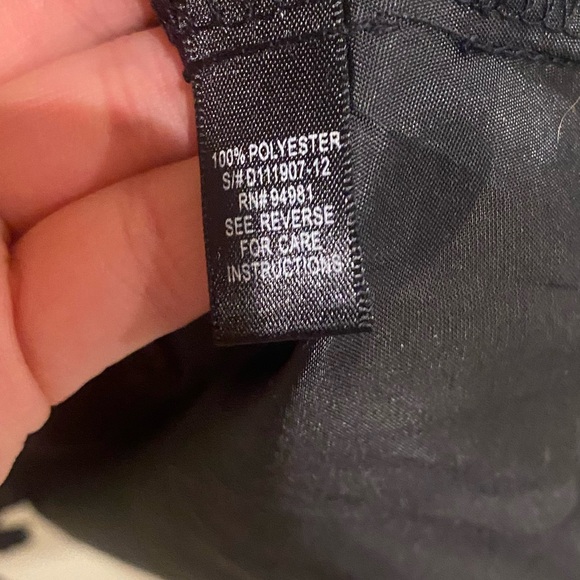 100% POLYESTER
S/# D111907-12
RN# 94981
SEE REVERSE
FOR CARE
INSTRUCTIONS